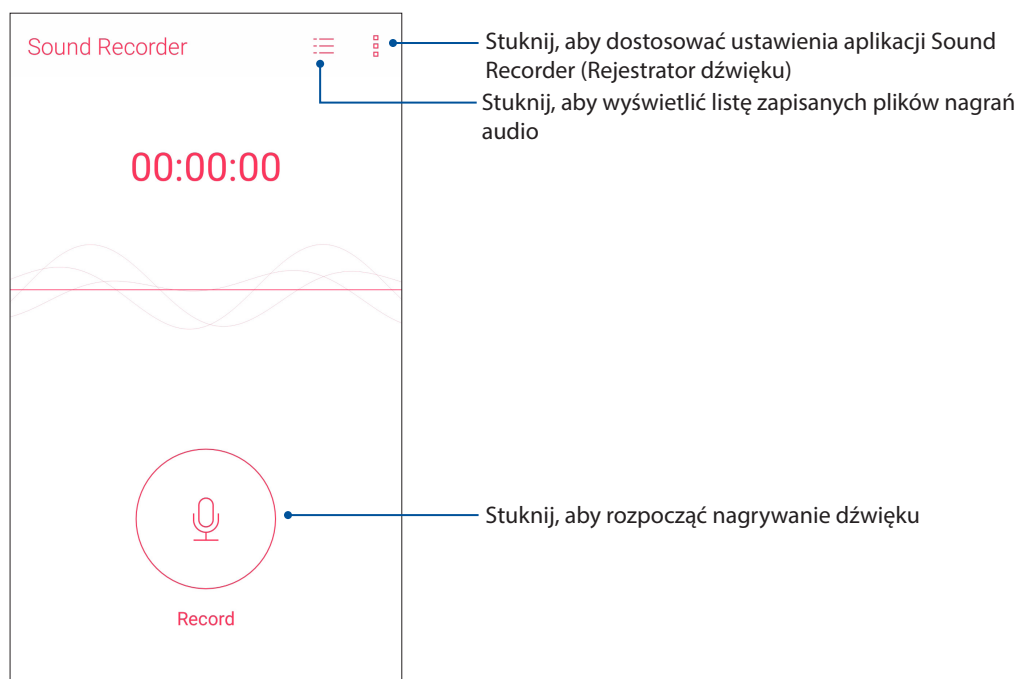 Sound Recorder
Stuknij, aby dostosować ustawienia aplikacji Sound
Recorder (Rejestrator dźwięku)
Stuknij, aby wyświetlić listę zapisanych plików nagrań
audio
00:00:00
Stuknij, aby rozpocząć nagrywanie dźwięku
Record